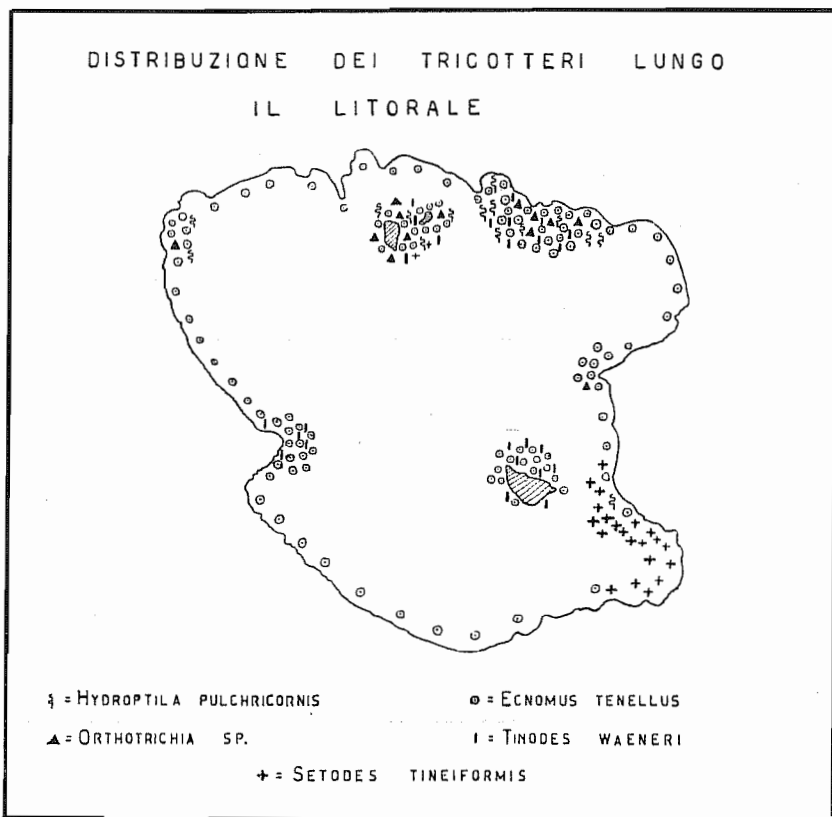 DISTRIBUZIONE DEI TRICOTTERI LUNGO
IL LITORALE
= HYDROPTILA PULCHRICORNIS
= ECNOMUS TENELLUS
= ORTHOTRICHIA SP.
= TINODES WAENERI
= SETODES TINEIFORMIS